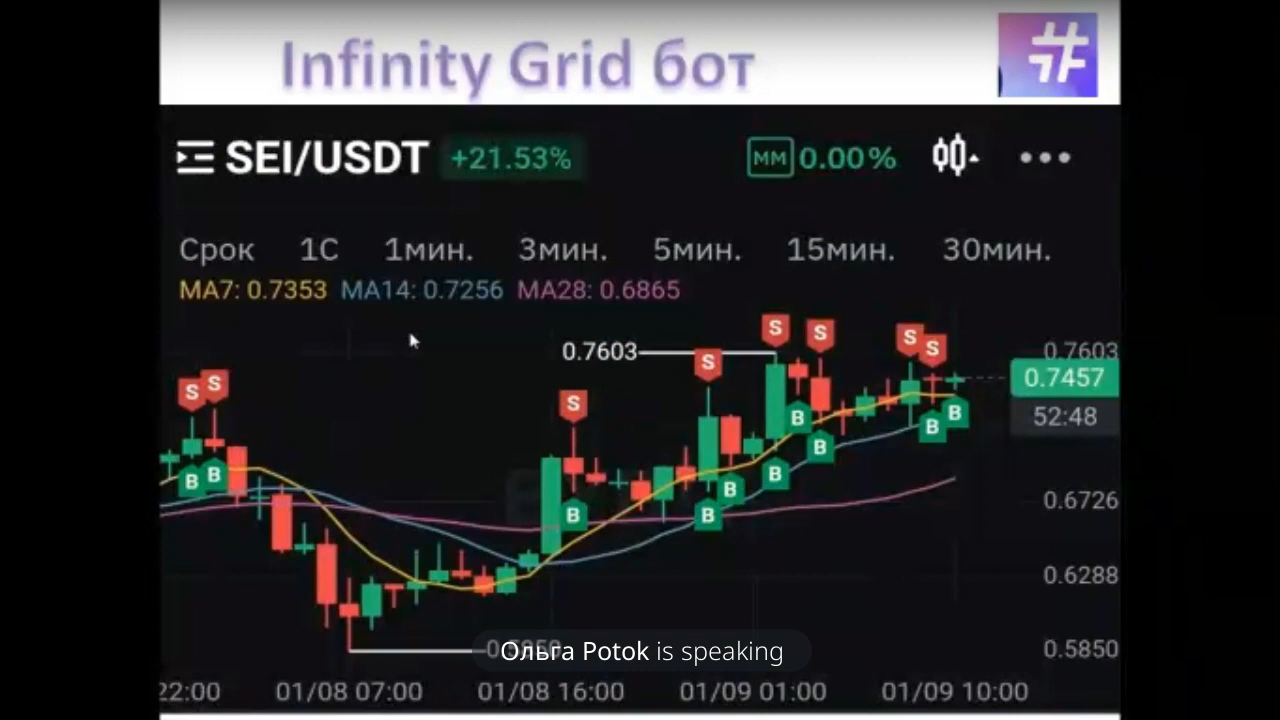 Infinity Grid бот
SEI/USDT +21.53% MM 0.00%
Срок 1С 1мин. 3мин. 5мин. 15мин. 30мин.
MA7: 0.7353 MA14: 0.7256 MA28: 0.6865
S S
0.7603 S S
S S
0.7603
S
0.7457
S S
S
B
52:48
B B
B
B B
B B
B
B B
0.6726
0.6288
0.5850
Ольга Potok is speaking
22:00 01/08 07:00 01/08 16:00 01/09 01:00 01/09 10:00